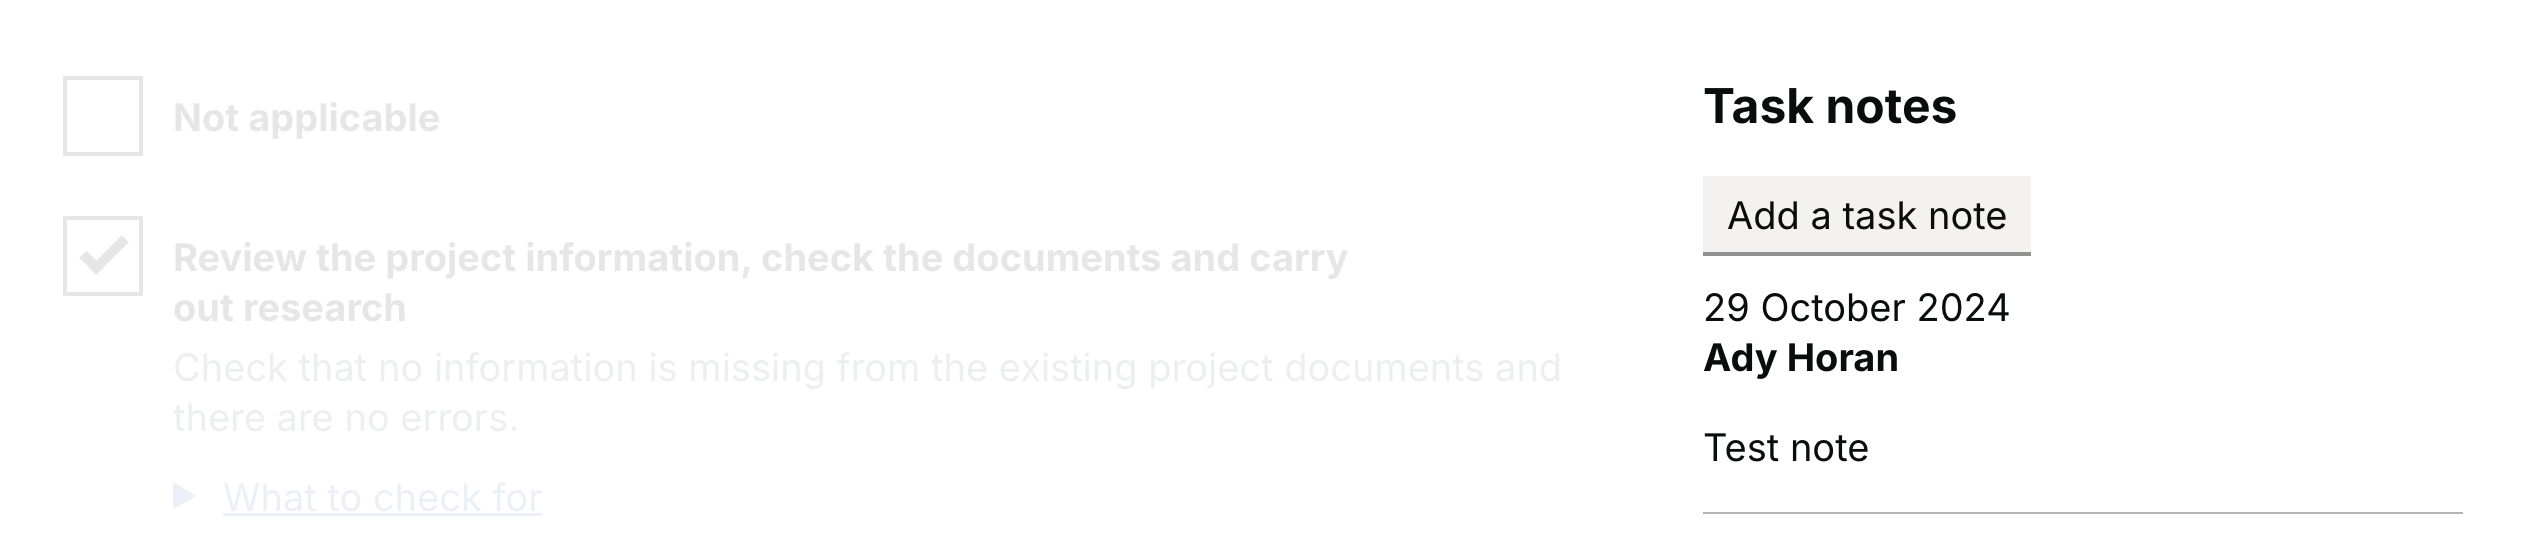 Not applicable
Review the project information, check the documents and carry
out research
Check that no information is missing from the existing project documents and
there are no errors.
What to check for
Task notes
Add a task note
29 October 2024
Ady Horan
Test note